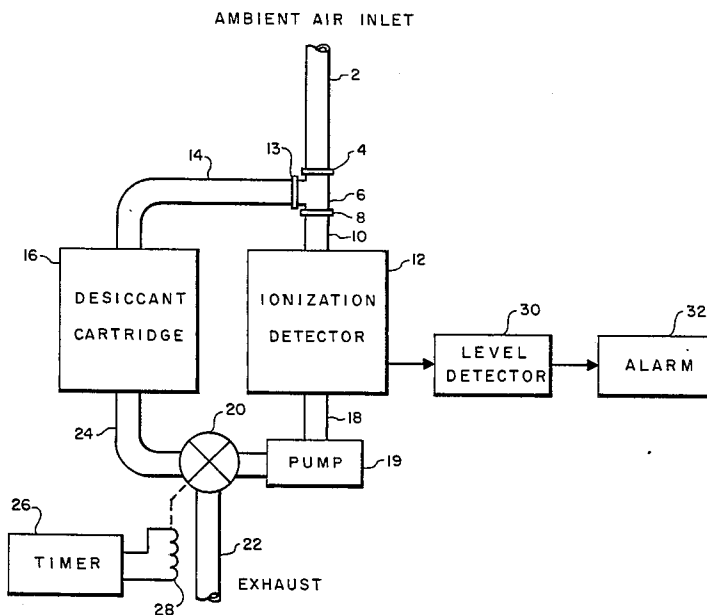 AMBIENT AIR INLET
2
13
4
14
6
8
10
16
12
DESICCANT
CARTRIDGE
IONIZATION
DETECTOR
30
LEVEL
DETECTOR
32
ALARM
20
18
24
PUMP
19
26
TIMER
28
22
EXHAUST